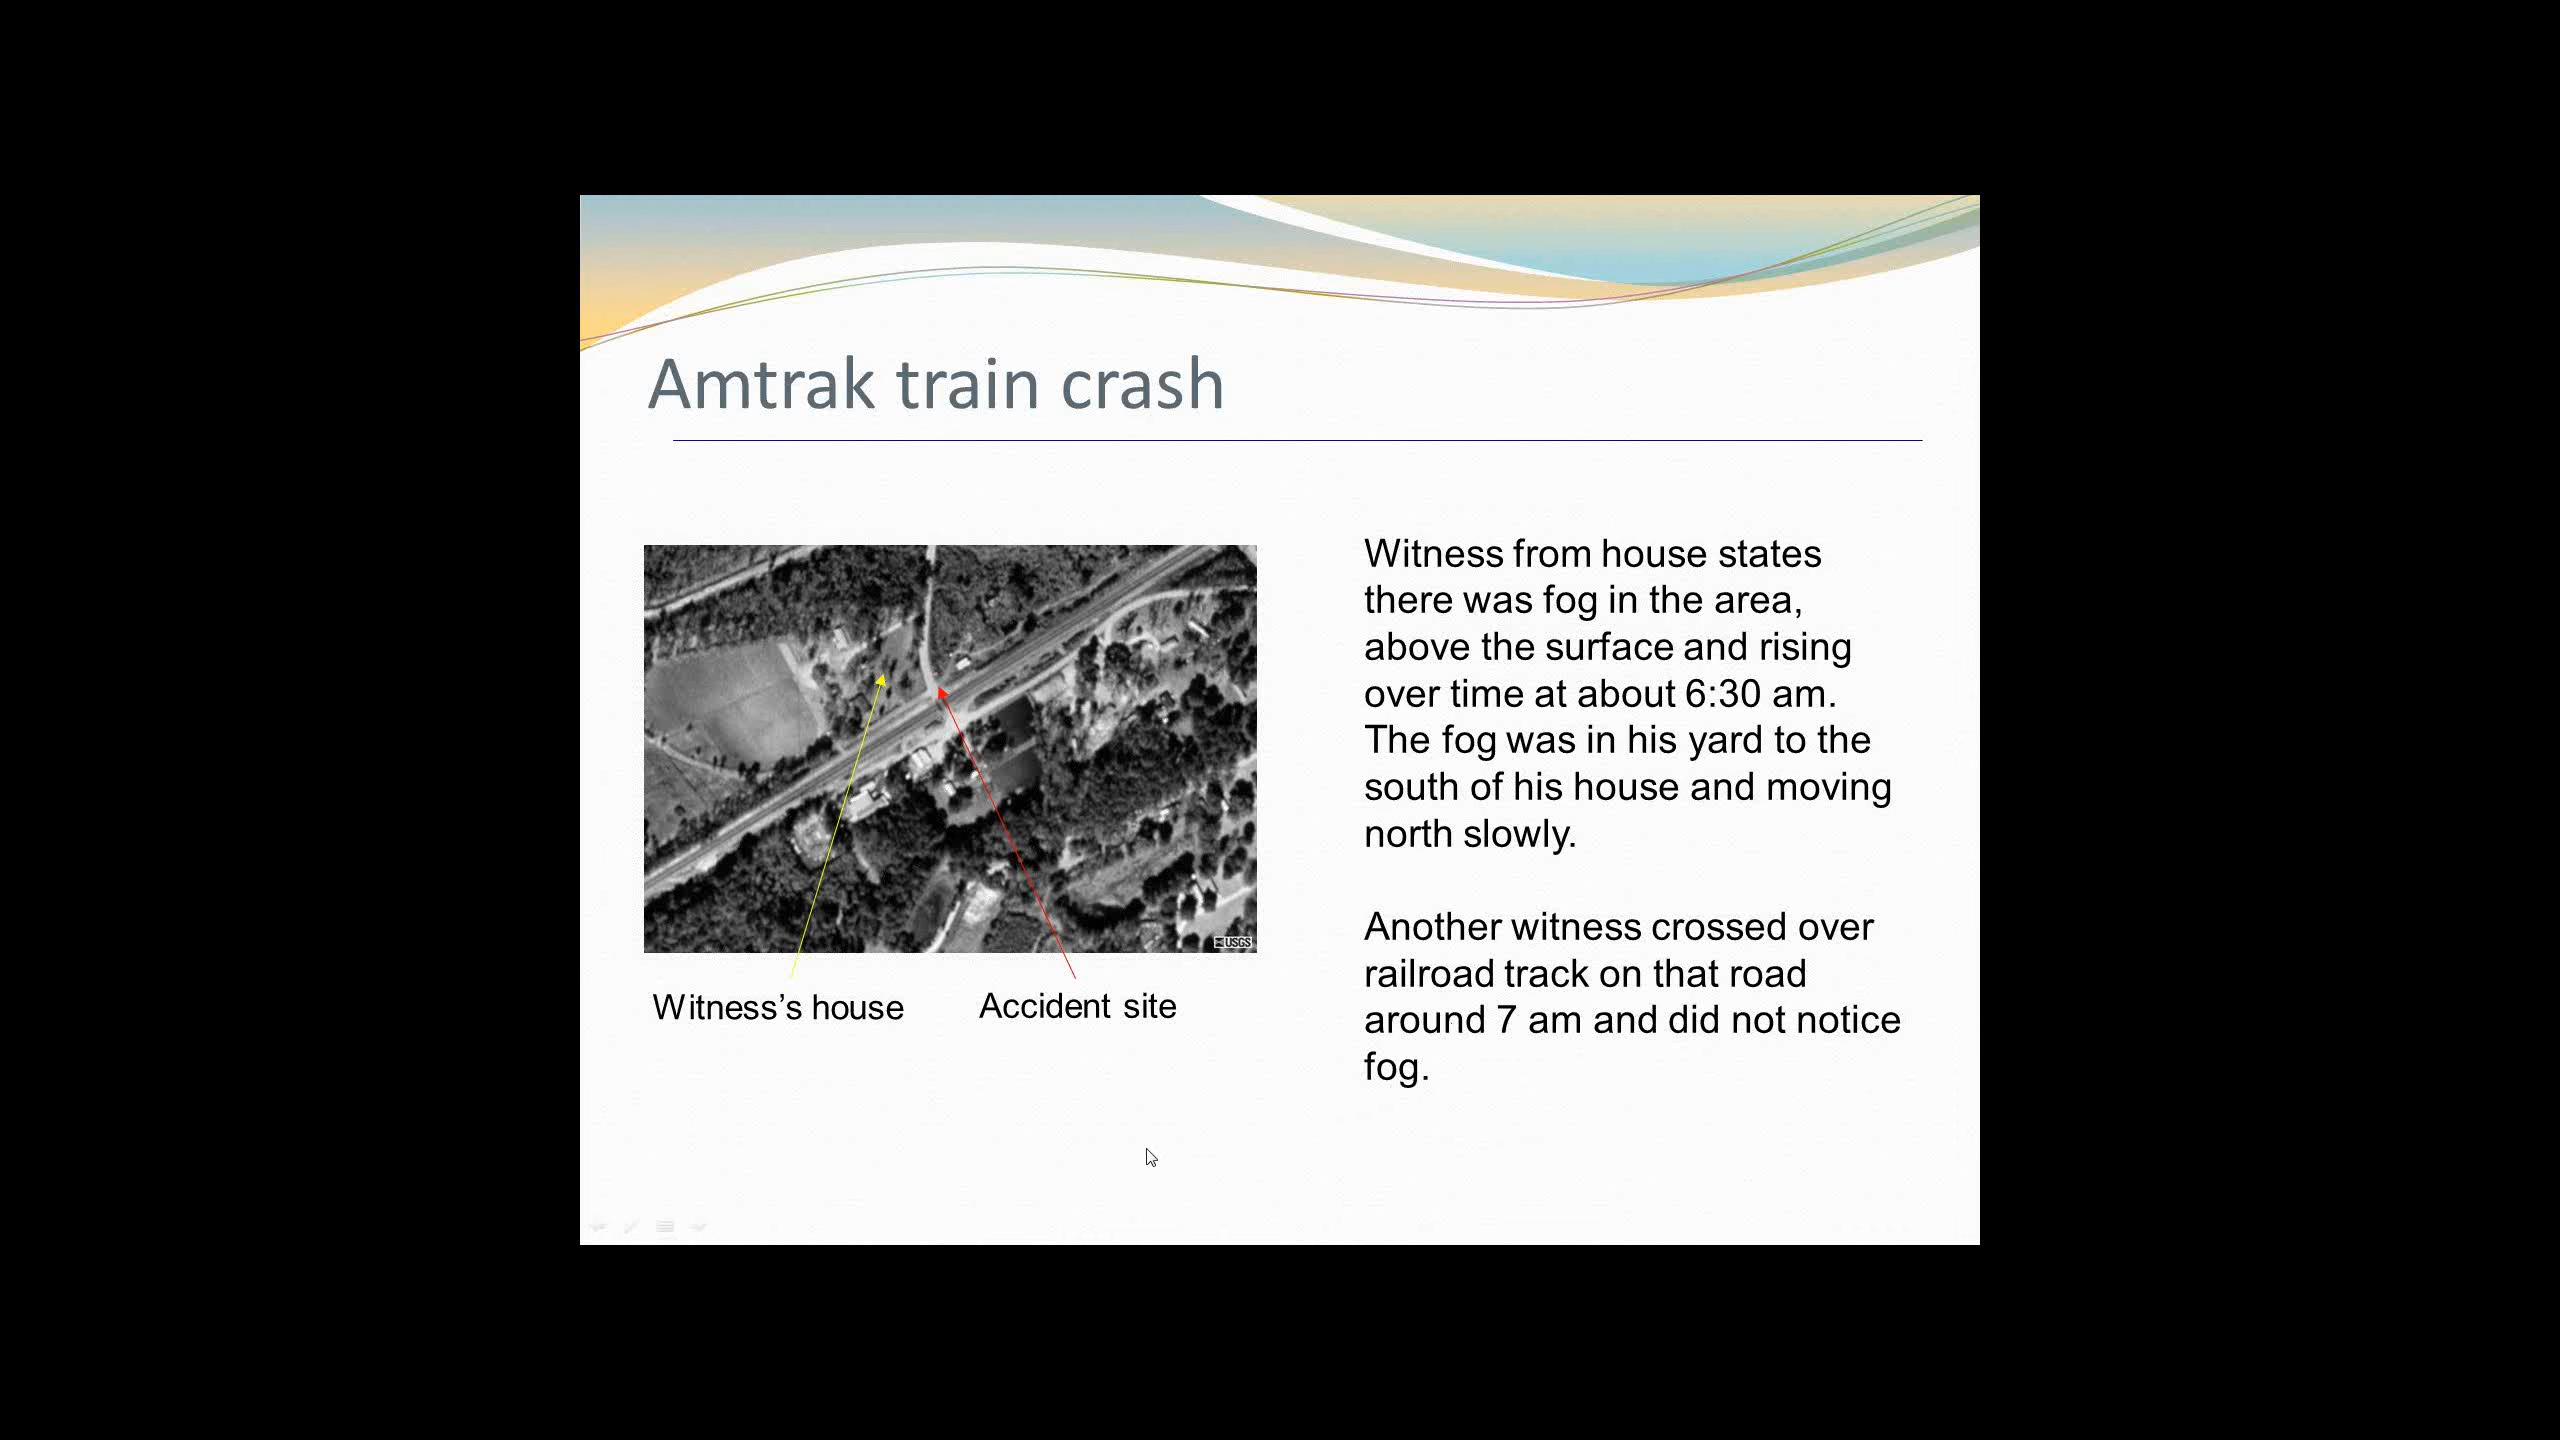 Amtrak train crash
Witness from house states
there was fog in the area,
above the surface and rising
over time at about 6:30 am.
The fog was in his yard to the
south of his house and moving
north slowly.
Another witness crossed over
railroad track on that road
around 7 am and did not notice
fog.
USGS
Witness’s house
Accident site